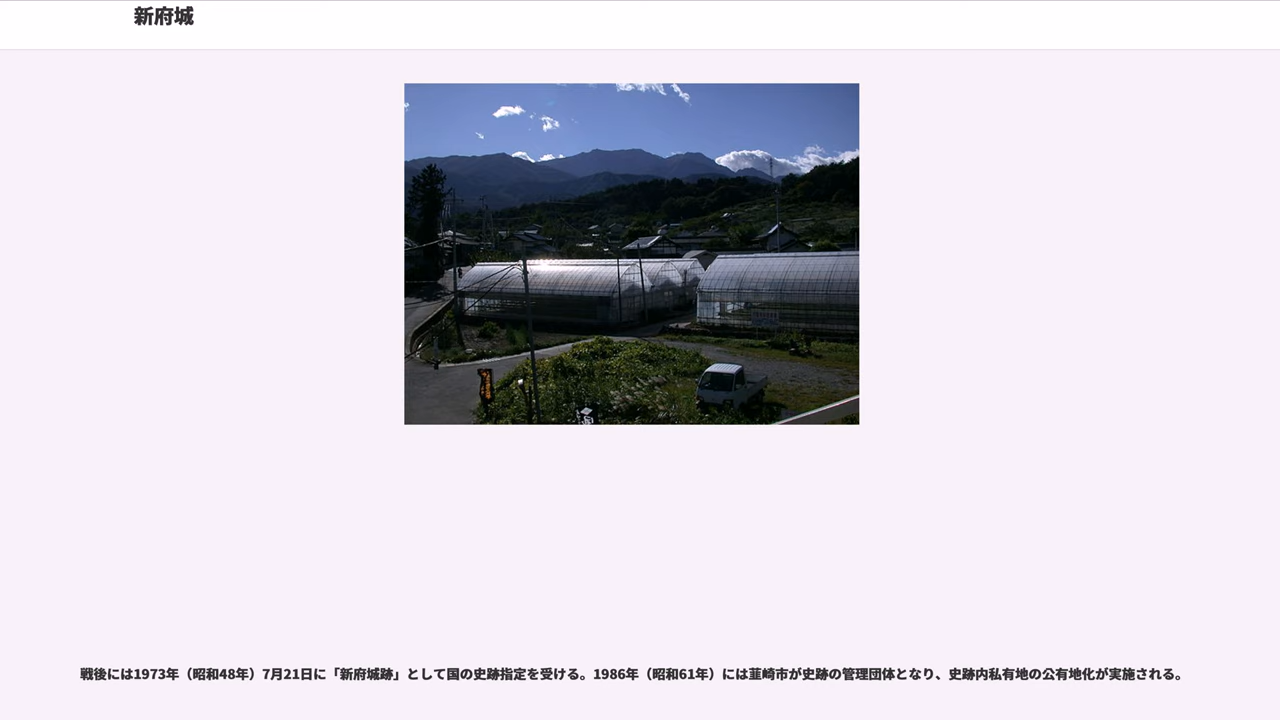 新府城
戦後には1973年（昭和48年）7月21日に「新府城跡」として国の史跡指定を受ける。1986年（昭和61年）には韮崎市が史跡の管理団体となり、史跡内私有地の公有地化が実施される。